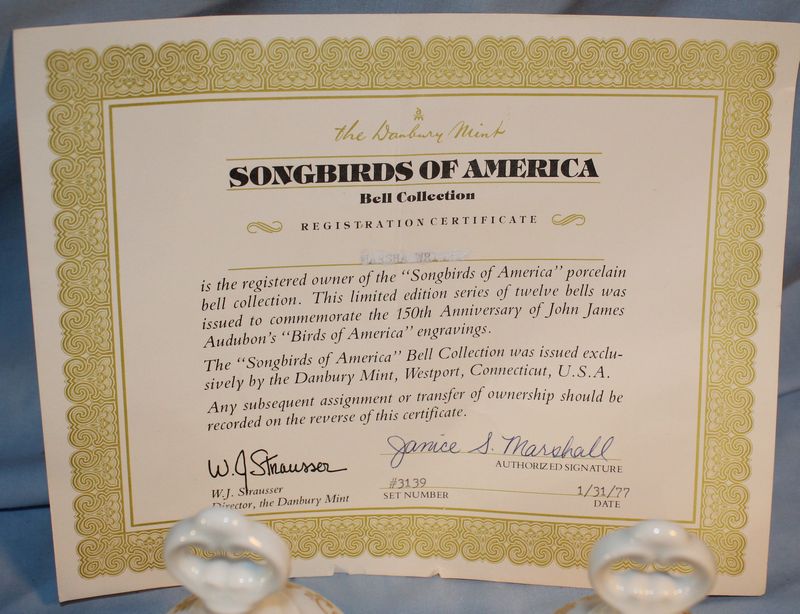 the Danbury Mint
SONGBIRDS OF AMERICA
Bell Collection
REGISTRATION CERTIFICATE
MARSHA
is the registered owner of the "Songbirds of America" porcelain
bell collection. This limited edition series of twelve bells was
issued to commemorate the 150th Anniversary of John James
Audubon's "Birds of America" engravings.
The "Songbirds of America" Bell Collection was issued exclu-
sively by the Danbury Mint, Westport, Connecticut, U.S.A.
Any subsequent assignment or transfer of ownership should be
recorded on the reverse of this certificate.
W.J. Strausser
Janice S. Marshall
AUTHORIZED SIGNATURE
W.J. Strausser
Director, the Danbury Mint
#3139
SET NUMBER
1/31/77
DATE